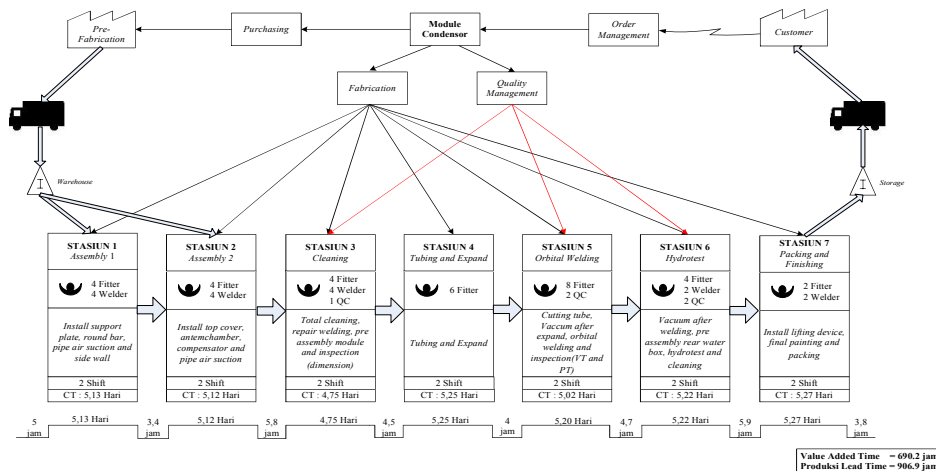 Pre-
Fabrication
Purchasing
Module
Condensor
Order
Management
Customer
Fabrication
Quality
Management
I
Warehouse
I
Storage
STASIUN 1
Assembly 1
4 Fitter
4 Welder
Install support
plate, round bar,
pipe air suction and
side wall
2 Shift
CT : 5,13 Hari
STASIUN 2
Assembly 2
4 Fitter
4 Welder
Install top cover,
antemchamber,
compensator and
pipe air suction
2 Shift
CT : 5,12 Hari
STASIUN 3
Cleaning
4 Fitter
4 Welder
1 QC
Total cleaning,
repair welding, pre
assembly module
and inspection
(dimension)
2 Shift
CT : 4,75 Hari
STASIUN 4
Tubing and Expand
6 Fitter
Tubing and Expand
2 Shift
CT : 5,25 Hari
STASIUN 5
Orbital Welding
8 Fitter
2 QC
Cutting tube,
Vaccum after
expand, orbital
welding and
inspection(VT and
PT)
2 Shift
CT : 5,02 Hari
STASIUN 6
Hydrotest
4 Fitter
2 Welder
2 QC
Vacuum after
welding, pre
assembly rear water
box, hydrotest and
cleaning
2 Shift
CT : 5,22 Hari
STASIUN 7
Packing and
Finishing
2 Fitter
2 Welder
Install lifting device,
final painting and
packing
2 Shift
CT : 5,27 Hari
5
jam
5,13 Hari
3,4
jam
5,12 Hari
5,8
jam
4,75 Hari
4,5
jam
5,25 Hari
4
jam
5,20 Hari
4,7
jam
5,22 Hari
5,9
jam
5,27 Hari
3,8
jam
Value Added Time = 690.2 jam
Produksi Lead Time = 906.9 jam